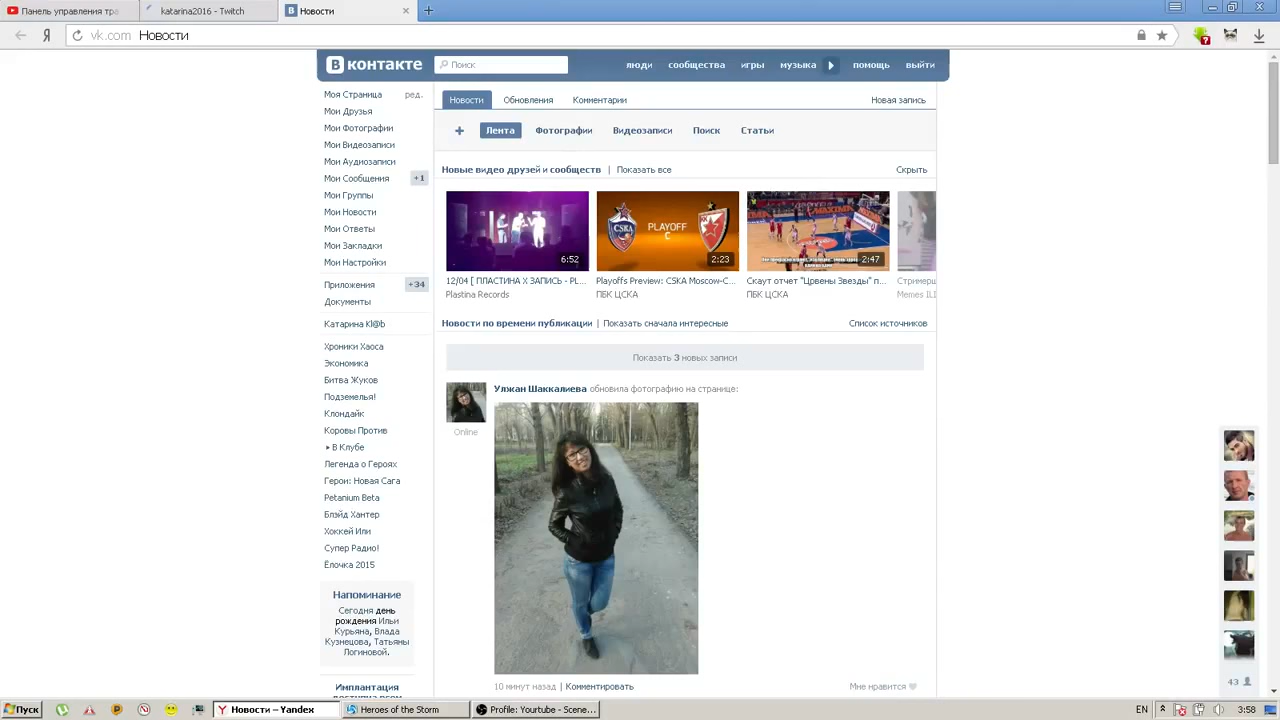 Панель управления тра
katarina2016 - Twitch
Новости
vk.com Новости
В контакте
Поиск
люди сообщества игры музыка помощь выйти
Моя Страница ред.
Мои Друзья
Мои Фотографии
Мои Видеозаписи
Мои Аудиозаписи
Мои Сообщения +1
Мои Группы
Мои Новости
Мои Ответы
Мои Закладки
Мои Настройки
Приложения +34
Документы
Катарина Kl@b
Хроники Хаоса
Экономика
Битва Жуков
Подземелья!
Клондайк
Коровы Против
В Клубе
Легенда о Героях
Герои: Новая Сага
Petanium Beta
Блэйд Хантер
Хоккей Или
Супер Радио!
Ёлочка 2015
Напоминание
Сегодня день
рождения Ильи
Курьяна, Влада
Кузнецова, Татьяны
Логиновой.
Имплантация
Новости Обновления Комментарии Новая запись
+ Лента Фотографии Видеозаписи Поиск Статьи
Новые видео друзей и сообществ | Показать все Скрыть
6:52
CSKA
PLAYOFF
2:23
2:47
12/04 [ ПЛАСТИНА X ЗАПИСЬ - PL...
Plastina Records
Playoffs Preview: CSKA Moscow-C...
ПБК ЦСКА
Скаут отчет "Црвены Звезды" п...
ПБК ЦСКА
Стример
Memes
Новости по времени публикации | Показать сначала интересные Список источников
Показать 3 новых записи
Улжан Шаккалиева обновила фотографию на странице:
Online
10 минут назад | Комментировать Мне нравится
43
Пуск
Новости – Yandex
Heroes of the Storm
Profile: Yourtube - Scene...
EN
3:58